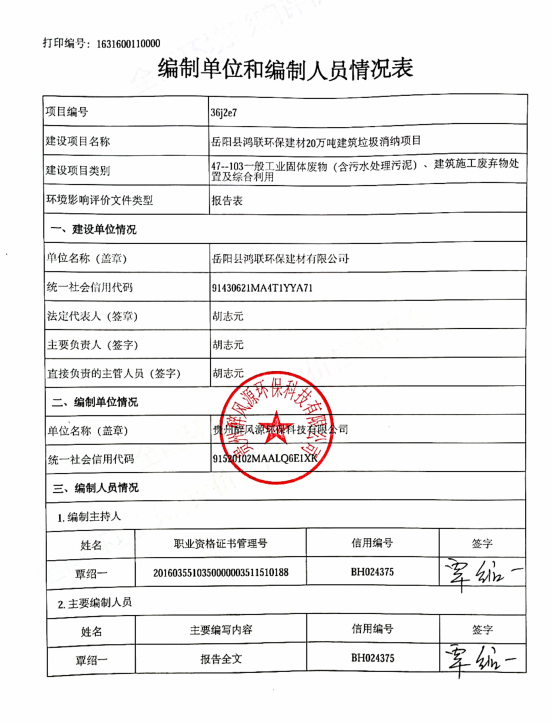 打印编号：1631600110000
编制单位和编制人员情况表
项目编号 36j2e7
建设项目名称 岳阳县鸿联环保建材20万吨建筑垃圾消纳项目
建设项目类别 47--103一般工业固体废物（含污水处理污泥）、建筑施工废弃物处
置及综合利用
环境影响评价文件类型 报告表
一、建设单位情况
单位名称（盖章） 岳阳县鸿联环保建材有限公司
统一社会信用代码 91430621MA4T1YYA71
法定代表人（签章） 胡志元
主要负责人（签字） 胡志元
直接负责的主管人员（签字） 胡志元
二、编制单位情况
单位名称（盖章） 贵州醉风源环保科技有限公司
贵州醉风源环保科技有限公司
统一社会信用代码 91520102MAALQ6E1XK
三、编制人员情况
1.编制主持人
姓名 职业资格证书管理号 信用编号 签字
覃绍一 2016035510350000003511510188 BH024375 覃绍一
2.主要编制人员
姓名 主要编写内容 信用编号 签字
覃绍一 报告全文 BH024375 覃绍一